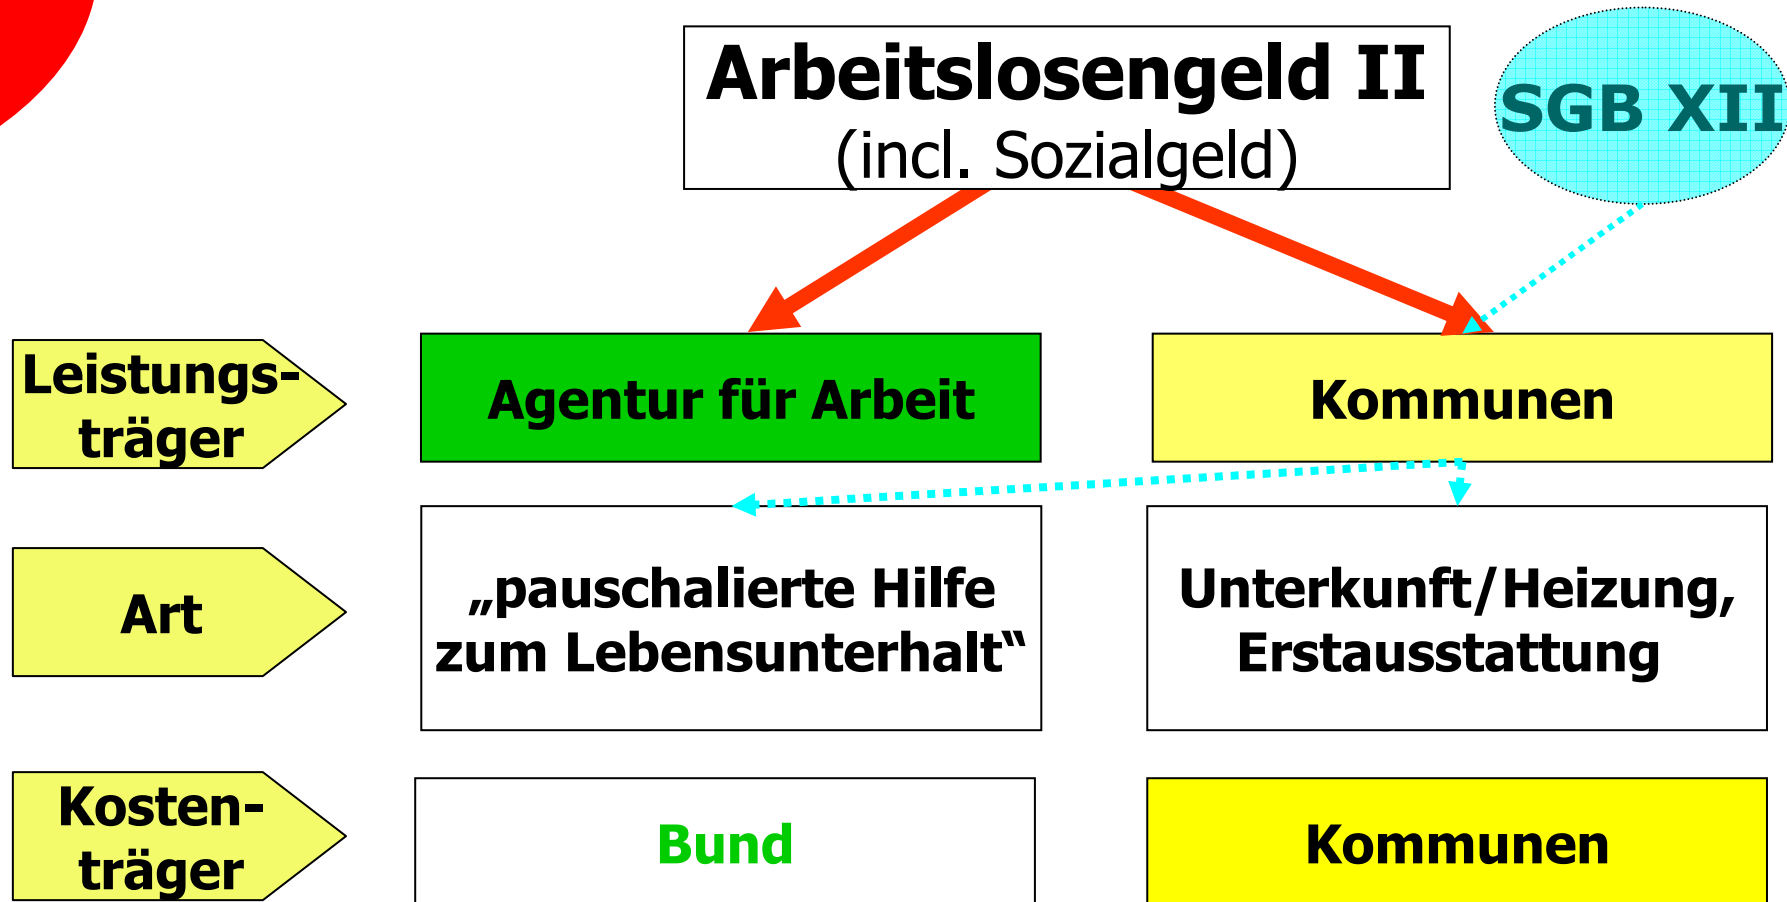 Arbeitslosengeld II
(incl. Sozialgeld)
SGB XII
Leistungs-
träger
Agentur für Arbeit
Kommunen
Art
„pauschalierte Hilfe
zum Lebensunterhalt“
Unterkunft/Heizung,
Erstausstattung
Kosten-
träger
Bund
Kommunen